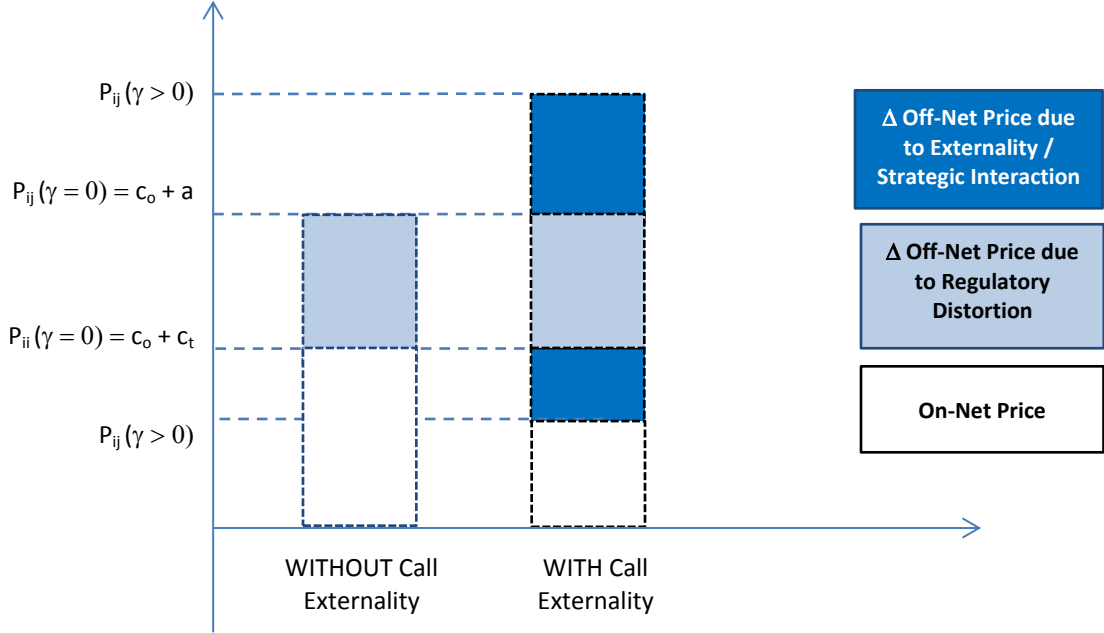 P_ij (γ > 0)
P_ij (γ = 0) = c_o + a
P_ii (γ = 0) = c_o + c_t
P_ij (γ > 0)
WITHOUT Call
Externality
WITH Call
Externality
Δ Off-Net Price due
to Externality /
Strategic Interaction
Δ Off-Net Price due
to Regulatory
Distortion
On-Net Price